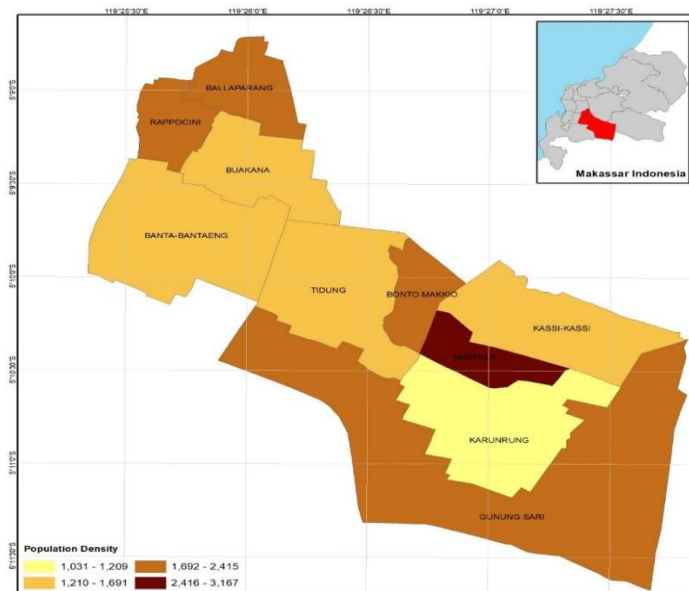 119°25'30"E 119°26'0"E 119°26'30"E 119°27'0"E 119°27'30"E
5°9'0"S
5°9'30"S
5°10'0"S
5°10'30"S
5°11'0"S
5°11'30"S
Makassar Indonesia
BALLAPARANG
RAPPOCINI
BUAKANA
BANTA-BANTAENG
TIDUNG
BONTO MAKKIO
KASSI-KASSI
MAPPALA
KARUNRUNG
GUNUNG SARI
Population Density
1,031 - 1,209
1,210 - 1,691
1,692 - 2,415
2,416 - 3,167